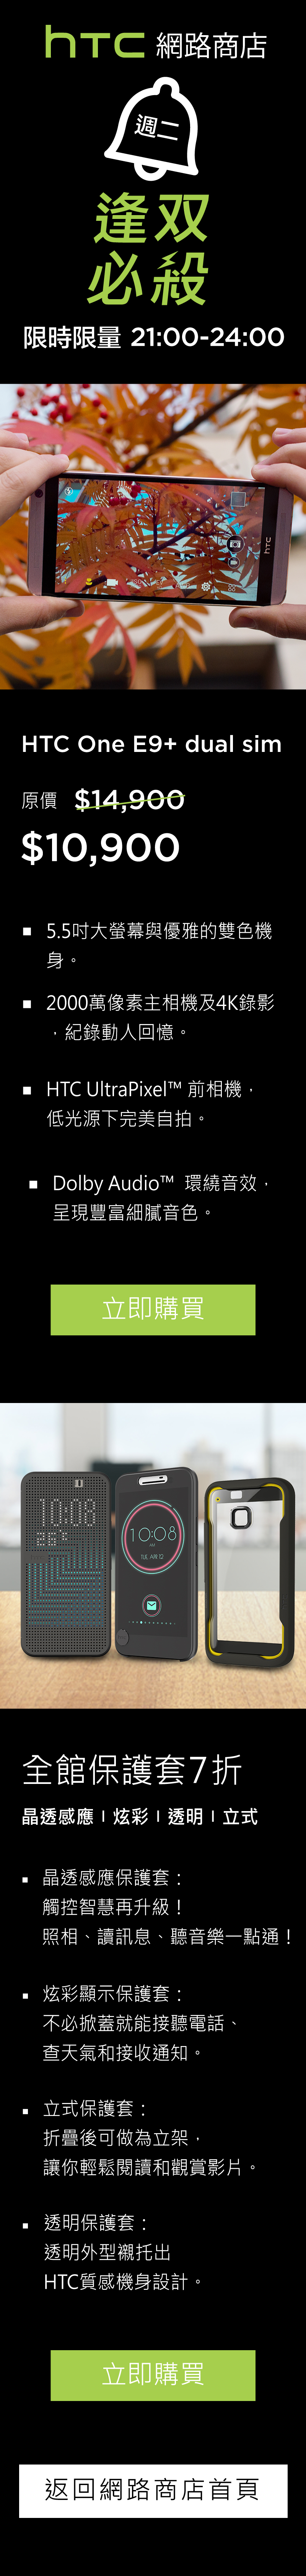 hTC 網路商店
週二
逢双
必殺
限時限量 21:00-24:00
hTC
HTC One E9+ dual sim
原價 $14,900
$10,900
5.5吋大螢幕與優雅的雙色機
身。
2000萬像素主相機及4K錄影
，紀錄動人回憶。
HTC UltraPixel™ 前相機，
低光源下完美自拍。
Dolby Audio™ 環繞音效，
呈現豐富細膩音色。
立即購買
10:08
26°
10:08
AM
TUE, APR 12
全館保護套7折
晶透感應 | 炫彩 | 透明 | 立式
晶透感應保護套：
觸控智慧再升級！
照相、讀訊息、聽音樂一點通！
炫彩顯示保護套：
不必掀蓋就能接聽電話、
查天氣和接收通知。
立式保護套：
折疊後可做為立架，
讓你輕鬆閱讀和觀賞影片。
透明保護套：
透明外型襯托出
HTC質感機身設計。
立即購買
返回網路商店首頁